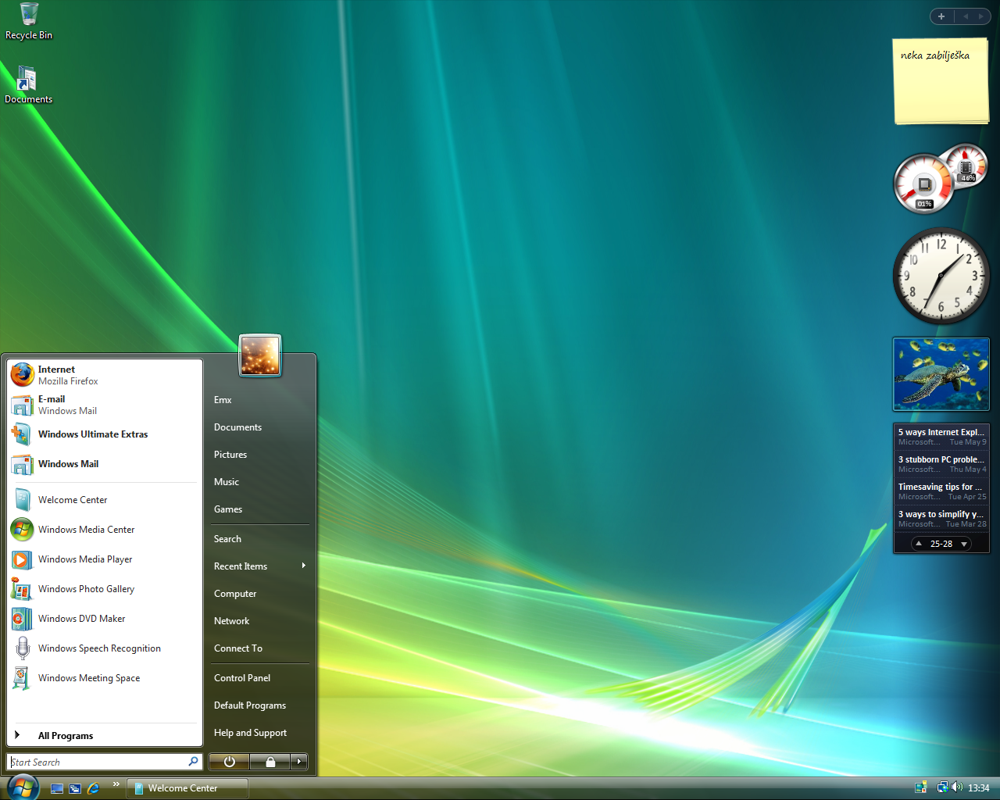 Recycle Bin
Documents
neka zabilješka
46%
01%
12
1
2
3
4
5
6
7
8
9
10
11
5 ways Internet Expl...
Microsoft... Tue May 9
3 stubborn PC proble...
Microsoft... Thu May 4
Timesaving tips for ...
Microsoft... Tue Apr 25
3 ways to simplify y...
Microsoft... Tue Mar 28
25-28
Internet
Mozilla Firefox
E-mail
Windows Mail
Windows Ultimate Extras
Windows Mail
Welcome Center
Windows Media Center
Windows Media Player
Windows Photo Gallery
Windows DVD Maker
Windows Speech Recognition
Windows Meeting Space
All Programs
Start Search
Emx
Documents
Pictures
Music
Games
Search
Recent Items
Computer
Network
Connect To
Control Panel
Default Programs
Help and Support
Welcome Center
13:34